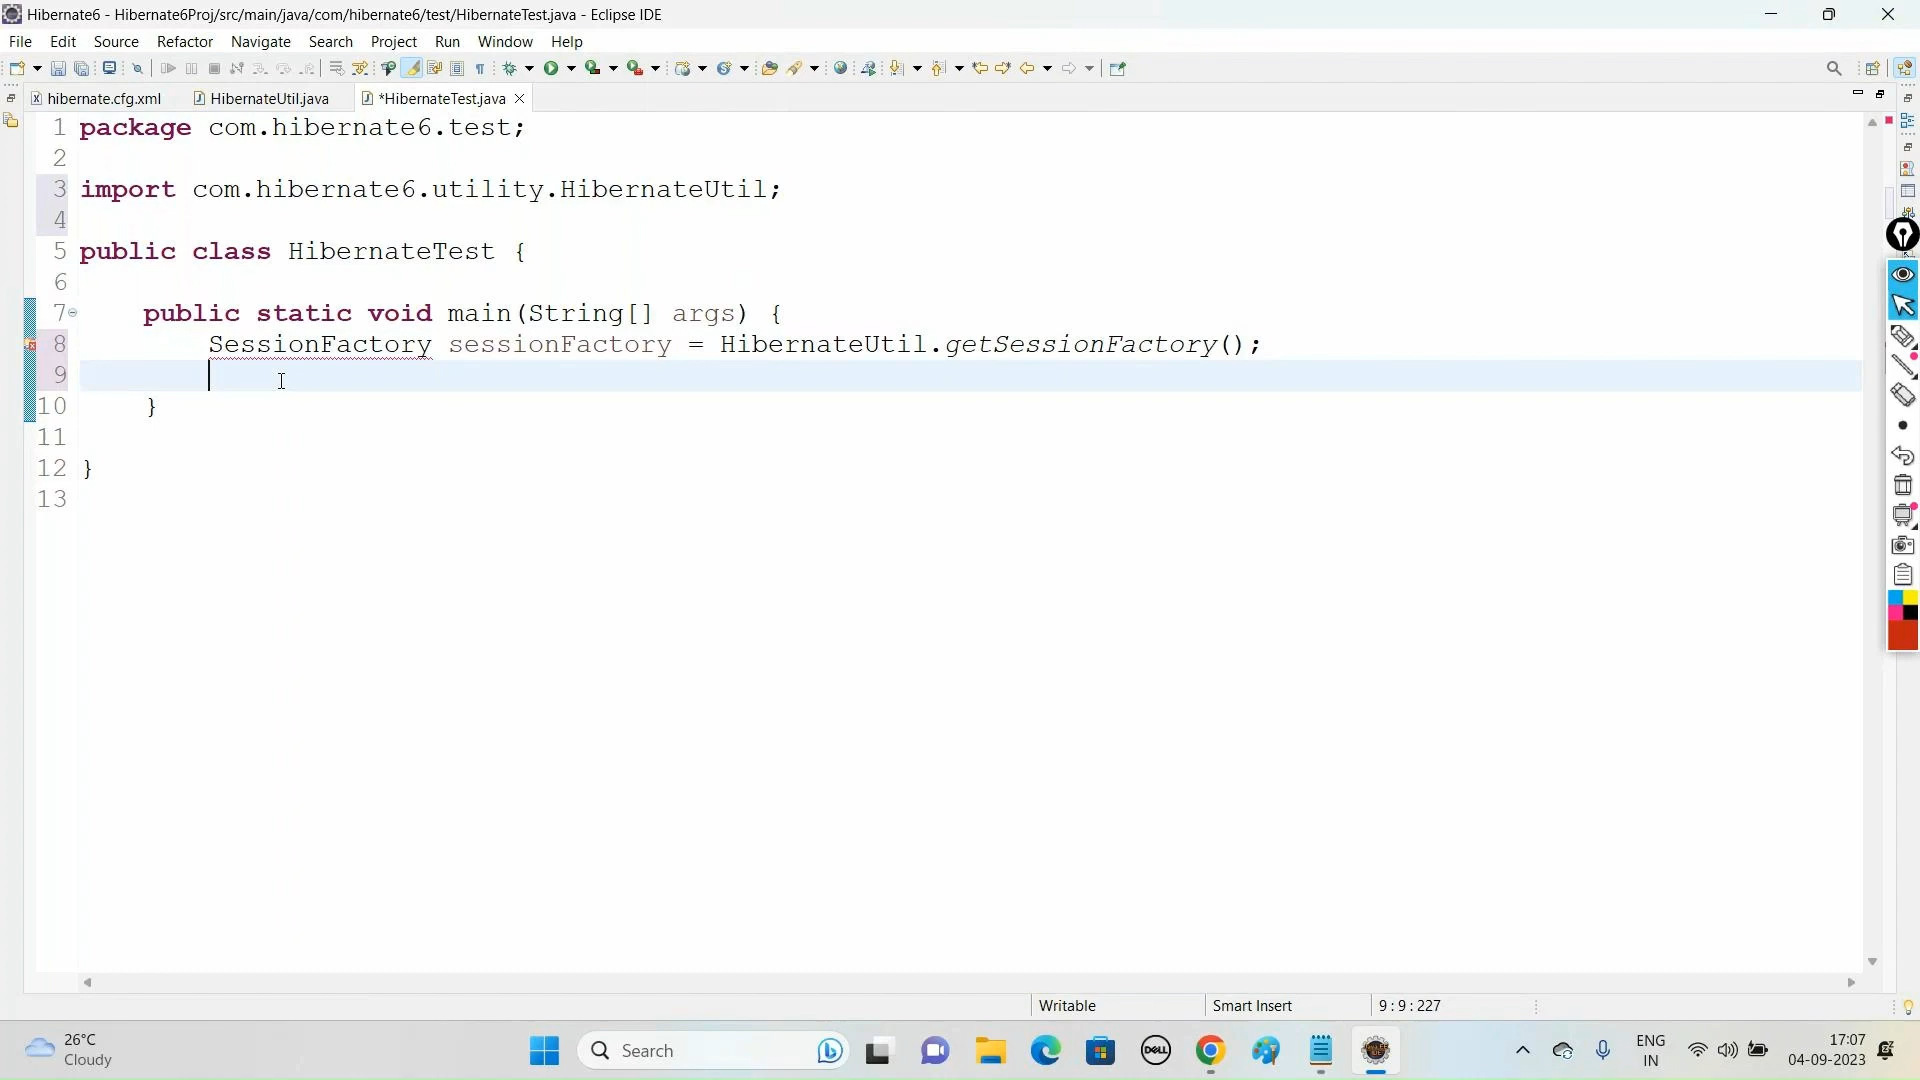 Hibernate6 - Hibernate6Proj/src/main/java/com/hibernate6/test/HibernateTest.java - Eclipse IDE
File Edit Source Refactor Navigate Search Project Run Window Help
hibernate.cfg.xml HibernateUtil.java *HibernateTest.java
1 package com.hibernate6.test;
2
3 import com.hibernate6.utility.HibernateUtil;
4
5 public class HibernateTest {
6
7 public static void main(String[] args) {
8 SessionFactory sessionFactory = HibernateUtil.getSessionFactory();
9
10 }
11
12 }
13
Writable Smart Insert 9:9:227
26°C
Cloudy
Search
DELL
ENG
IN
17:07
04-09-2023